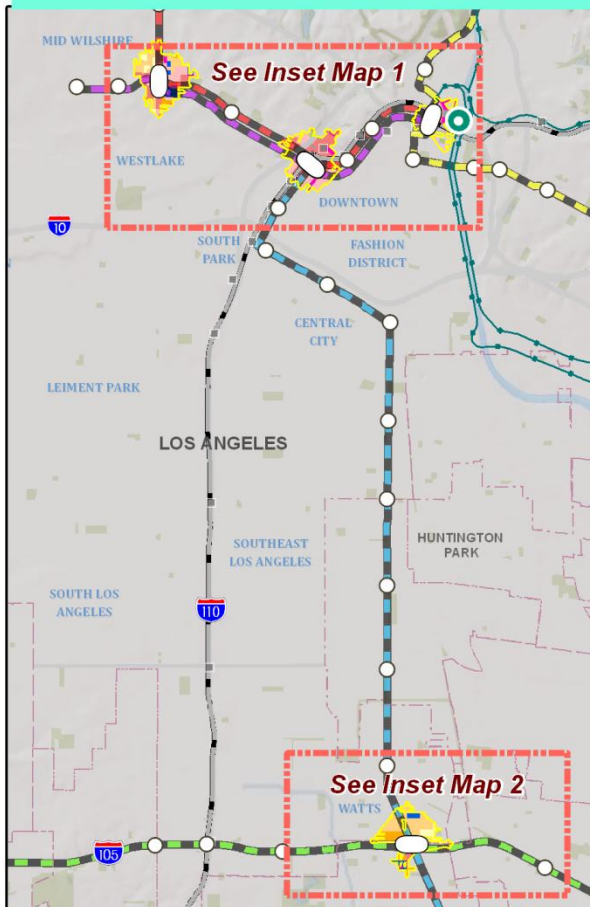 MID WILSHIRE
See Inset Map 1
WESTLAKE
DOWNTOWN
10
SOUTH
PARK
FASHION
DISTRICT
CENTRAL
CITY
LEIMENT PARK
LOS ANGELES
SOUTHEAST
LOS ANGELES
HUNTINGTON
PARK
SOUTH LOS
ANGELES
110
See Inset Map 2
WATTS
105